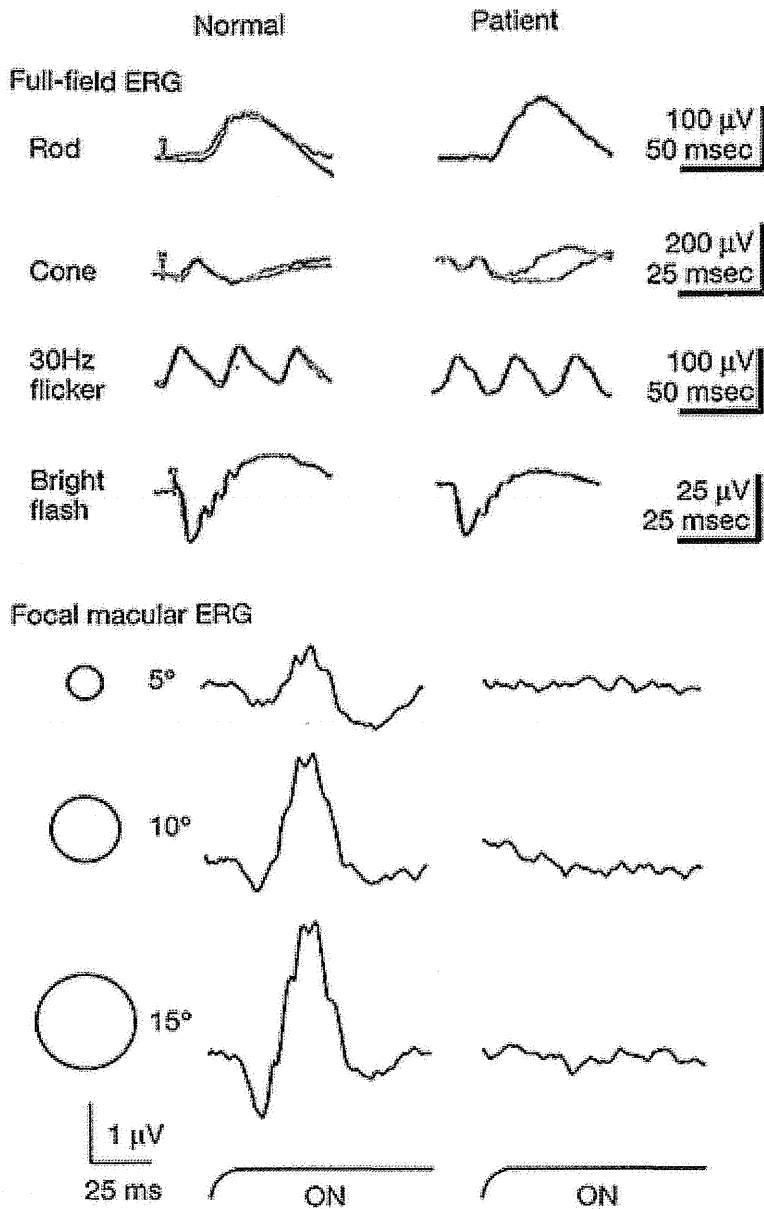 Normal Patient
Full-field ERG
Rod
100 µV
50 msec
Cone
200 µV
25 msec
30Hz
flicker
100 µV
50 msec
Bright
flash
25 µV
25 msec
Focal macular ERG
5°
10°
15°
1 µV
25 ms
ON ON